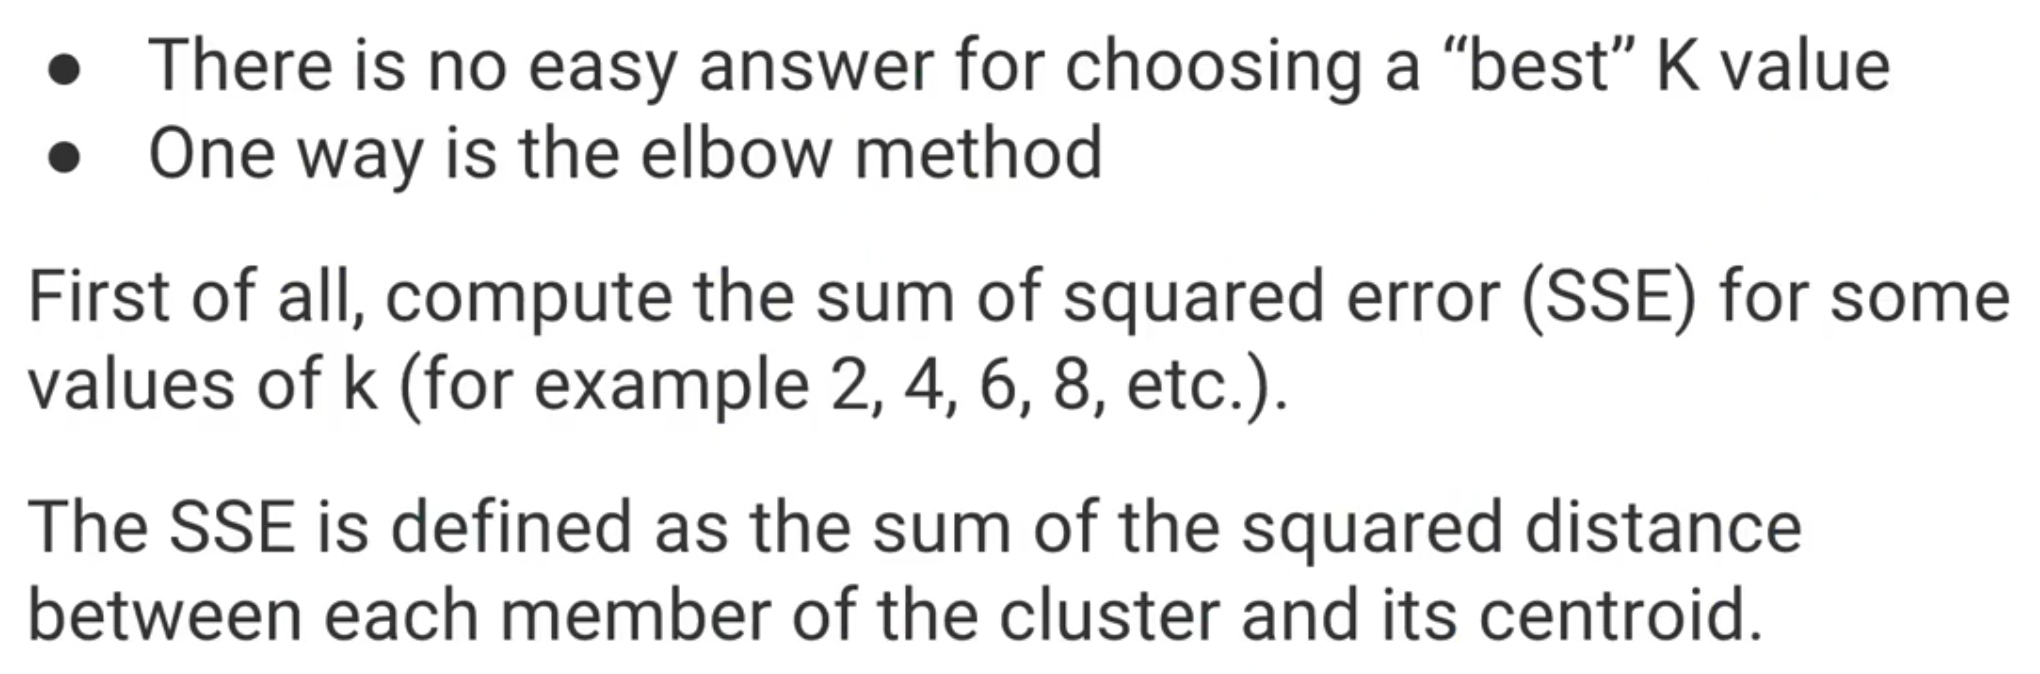 ● There is no easy answer for choosing a “best” K value
● One way is the elbow method
First of all, compute the sum of squared error (SSE) for some
values of k (for example 2, 4, 6, 8, etc.).
The SSE is defined as the sum of the squared distance
between each member of the cluster and its centroid.